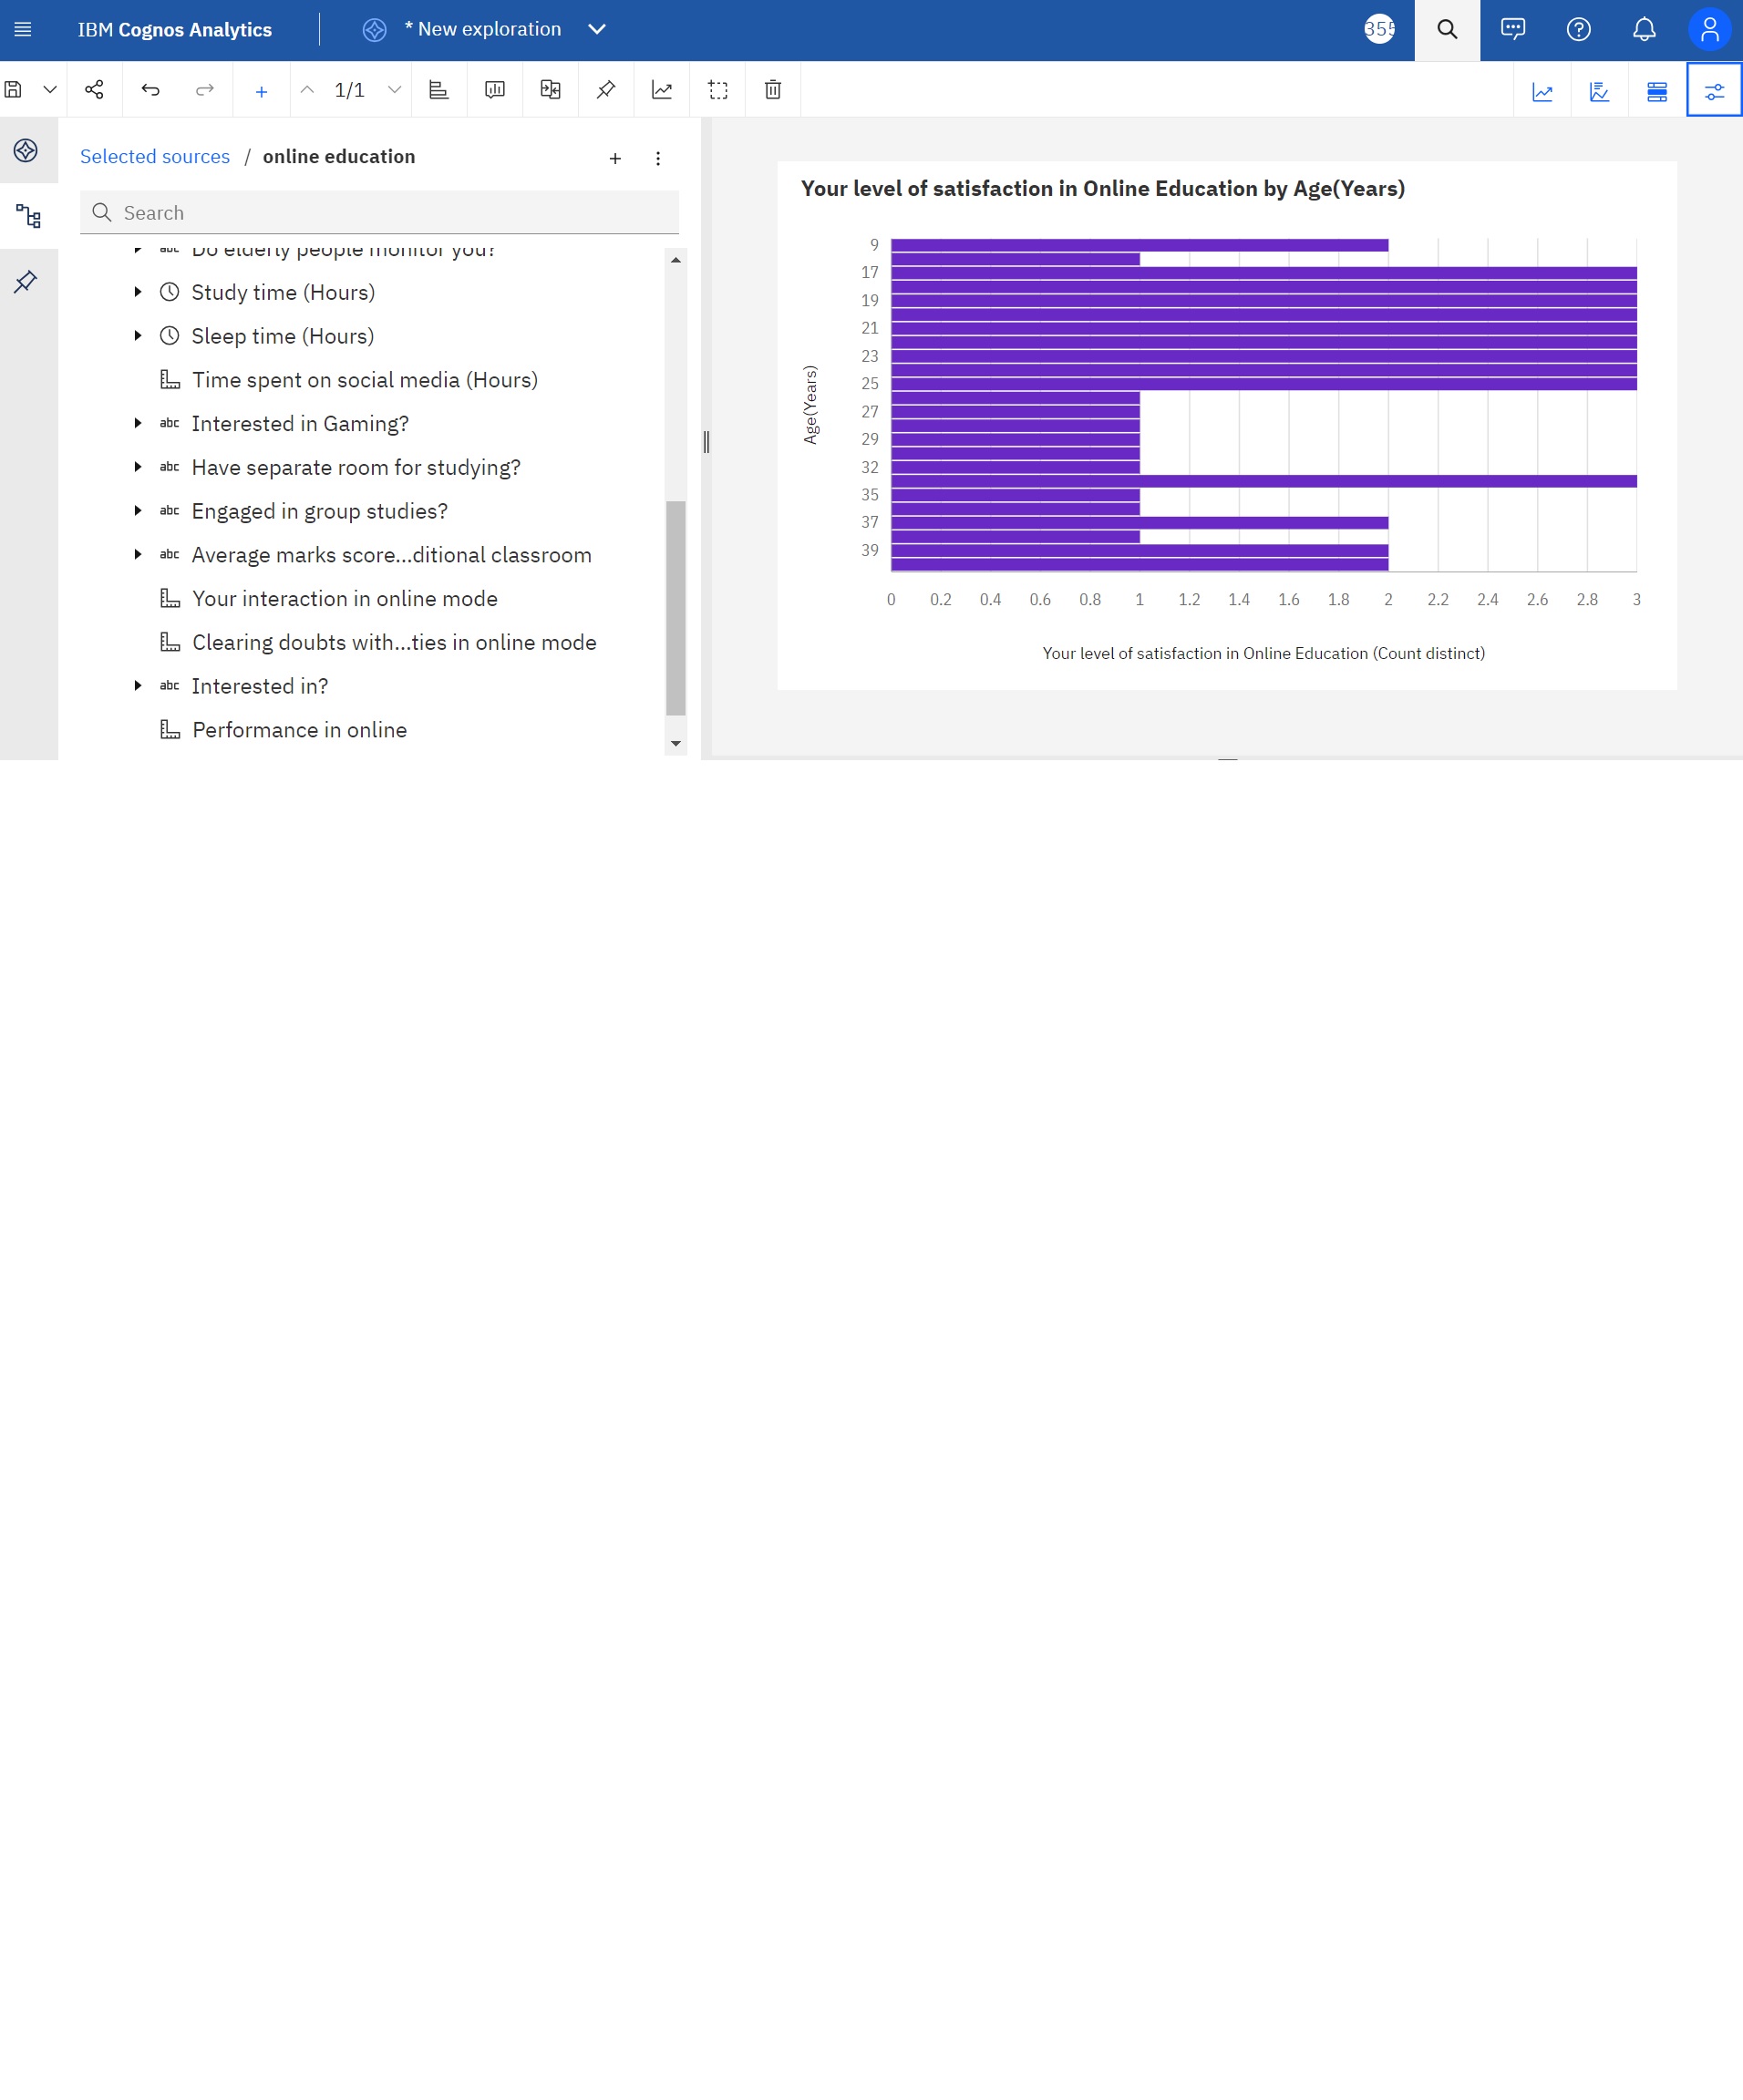 IBM Cognos Analytics
* New exploration
355
1/1
Selected sources / online education
Search
abc Do elderly people monitor you?
Study time (Hours)
Sleep time (Hours)
Time spent on social media (Hours)
abc Interested in Gaming?
abc Have separate room for studying?
abc Engaged in group studies?
abc Average marks score...ditional classroom
Your interaction in online mode
Clearing doubts with...ties in online mode
abc Interested in?
Performance in online
Your level of satisfaction in Online Education by Age(Years)
Age(Years)
9
17
19
21
23
25
27
29
32
35
37
39
0 0.2 0.4 0.6 0.8 1 1.2 1.4 1.6 1.8 2 2.2 2.4 2.6 2.8 3
Your level of satisfaction in Online Education (Count distinct)